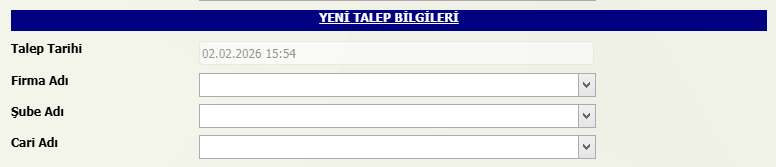 YENİ TALEP BİLGİLERİ
Talep Tarihi 02.02.2026 15:54
Firma Adı
Şube Adı
Cari Adı